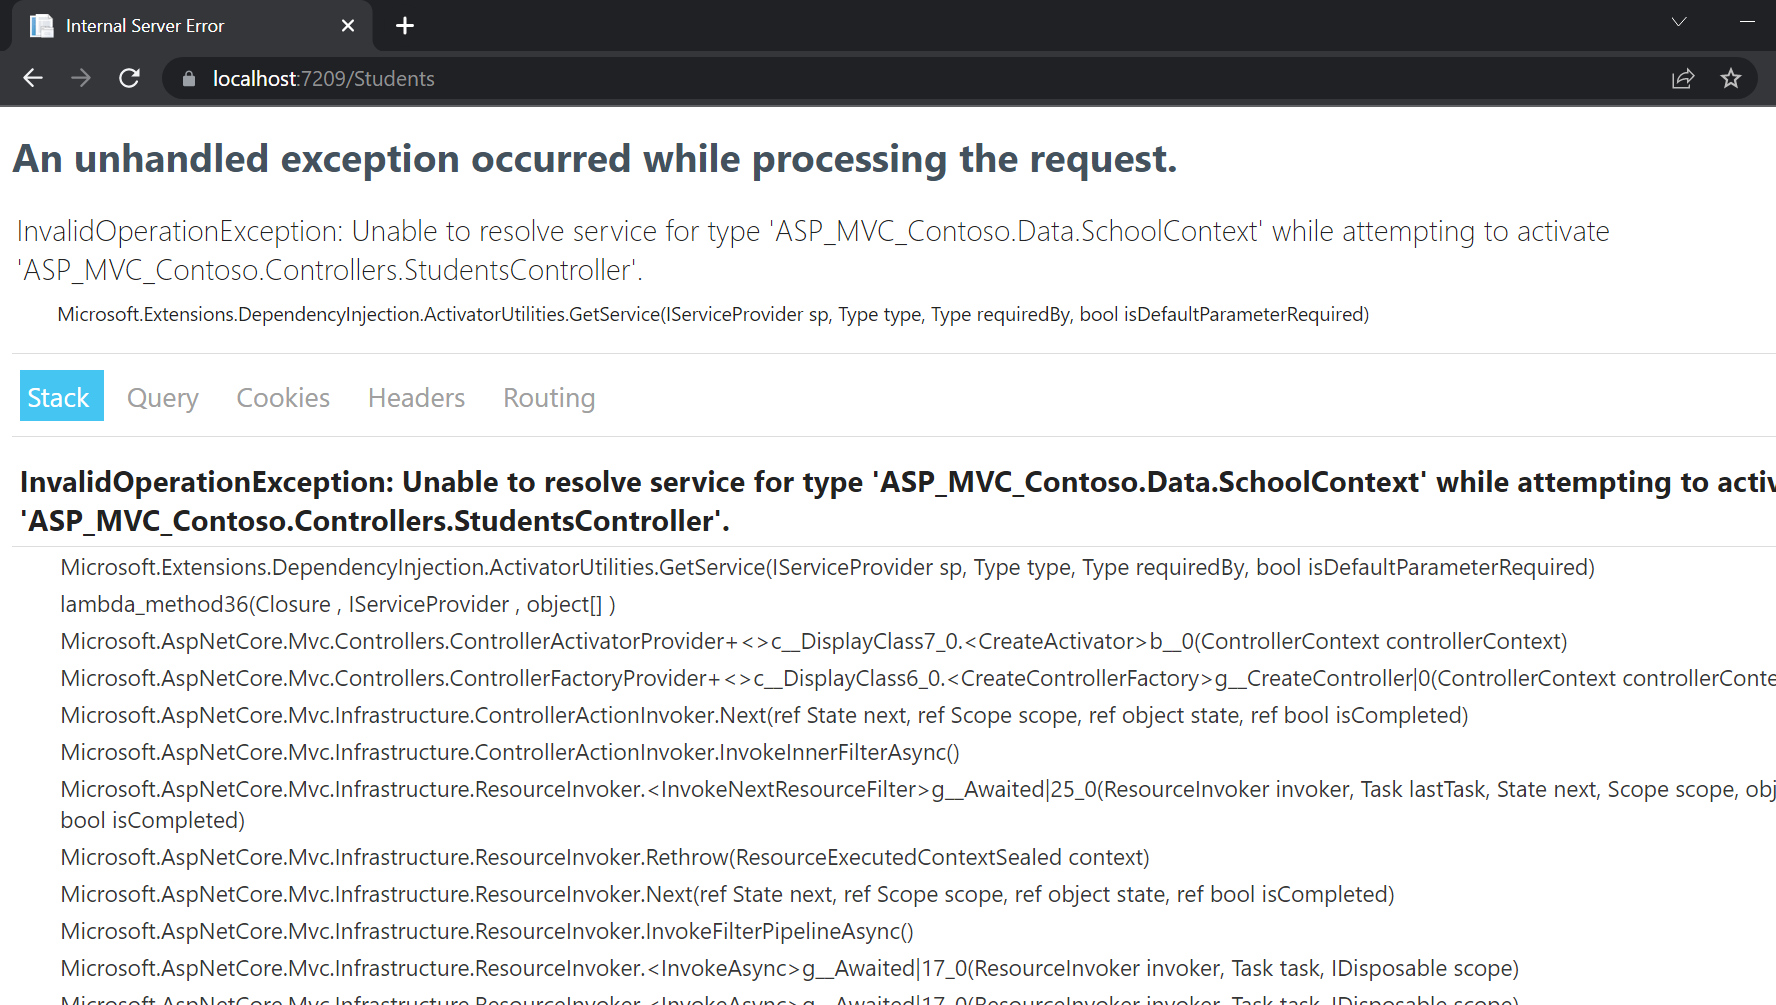 Internal Server Error
localhost:7209/Students
An unhandled exception occurred while processing the request.
InvalidOperationException: Unable to resolve service for type 'ASP_MVC_Contoso.Data.SchoolContext' while attempting to activate
'ASP_MVC_Contoso.Controllers.StudentsController'.
Microsoft.Extensions.DependencyInjection.ActivatorUtilities.GetService(IServiceProvider sp, Type type, Type requiredBy, bool isDefaultParameterRequired)
Stack Query Cookies Headers Routing
InvalidOperationException: Unable to resolve service for type 'ASP_MVC_Contoso.Data.SchoolContext' while attempting to
'ASP_MVC_Contoso.Controllers.StudentsController'.
Microsoft.Extensions.DependencyInjection.ActivatorUtilities.GetService(IServiceProvider sp, Type type, Type requiredBy, bool isDefaultParameterRequired)
lambda_method36(Closure , IServiceProvider , object[] )
Microsoft.AspNetCore.Mvc.Controllers.ControllerActivatorProvider+<>c__DisplayClass7_0.<CreateActivator>b__0(ControllerContext controllerContext)
Microsoft.AspNetCore.Mvc.Controllers.ControllerFactoryProvider+<>c__DisplayClass6_0.<CreateControllerFactory>g__CreateController|0(ControllerContext
Microsoft.AspNetCore.Mvc.Infrastructure.ControllerActionInvoker.Next(ref State next, ref Scope scope, ref object state, ref bool isCompleted)
Microsoft.AspNetCore.Mvc.Infrastructure.ControllerActionInvoker.InvokeInnerFilterAsync()
Microsoft.AspNetCore.Mvc.Infrastructure.ResourceInvoker.<InvokeNextResourceFilter>g__Awaited|25_0(ResourceInvoker invoker, Task lastTask, State next, Scope scope,
bool isCompleted)
Microsoft.AspNetCore.Mvc.Infrastructure.ResourceInvoker.Rethrow(ResourceExecutedContextSealed context)
Microsoft.AspNetCore.Mvc.Infrastructure.ResourceInvoker.Next(ref State next, ref Scope scope, ref object state, ref bool isCompleted)
Microsoft.AspNetCore.Mvc.Infrastructure.ResourceInvoker.InvokeFilterPipelineAsync()
Microsoft.AspNetCore.Mvc.Infrastructure.ResourceInvoker.<InvokeAsync>g__Awaited|17_0(ResourceInvoker invoker, Task task, IDisposable scope)